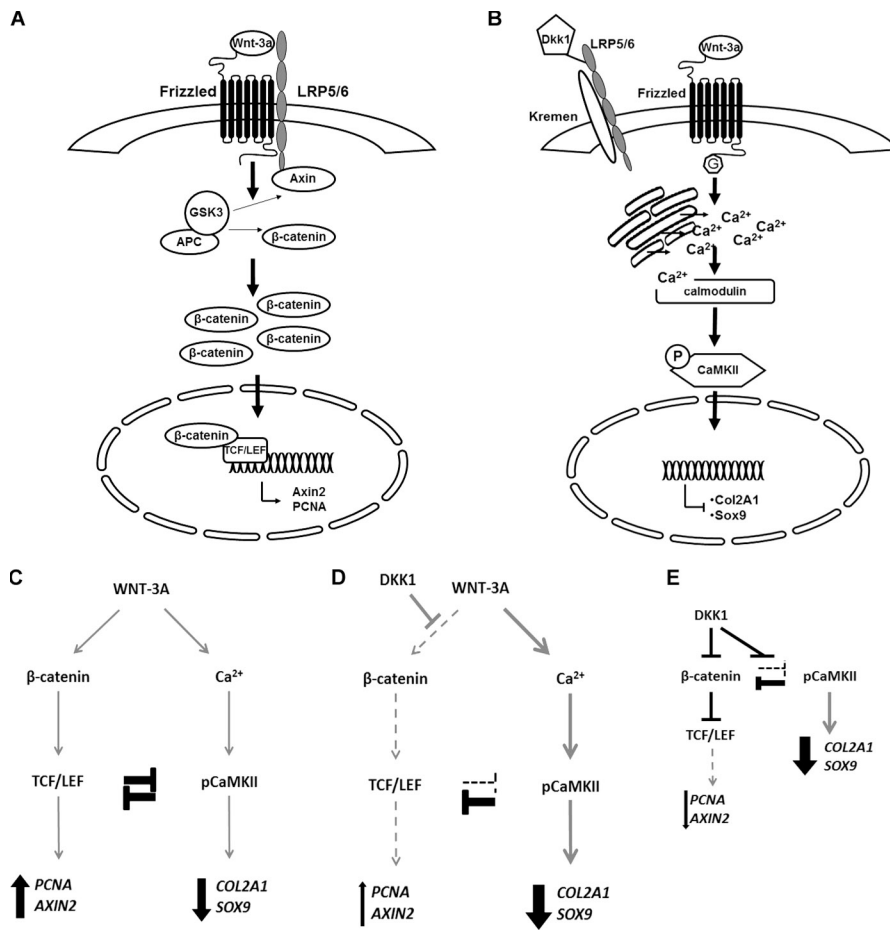 A
Wnt-3a
Frizzled
LRP5/6
Axin
GSK3
APC
β-catenin
β-catenin
β-catenin
β-catenin
β-catenin
β-catenin
TCF/LEF
Axin2
PCNA
B
Dkk1
LRP5/6
Wnt-3a
Frizzled
Kremen
G
Ca2+
Ca2+
Ca2+
Ca2+
Ca2+
Ca2+
calmodulin
P
CaMKII
•Col2A1
•Sox9
C
WNT-3A
β-catenin
Ca2+
TCF/LEF
pCaMKII
PCNA
AXIN2
COL2A1
SOX9
D
DKK1
WNT-3A
β-catenin
Ca2+
TCF/LEF
pCaMKII
PCNA
AXIN2
COL2A1
SOX9
E
DKK1
β-catenin
pCaMKII
TCF/LEF
COL2A1
SOX9
PCNA
AXIN2